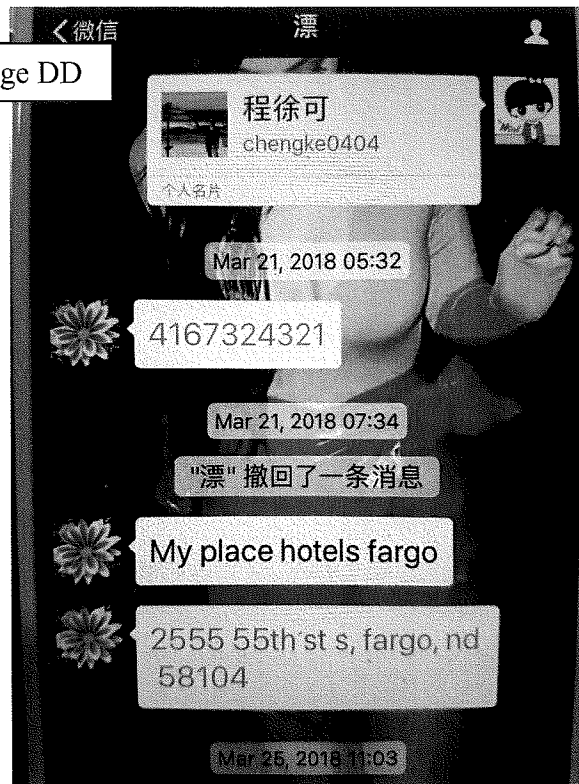 微信
漂
ge DD
程徐可
chengke0404
个人名片
Mar 21, 2018 05:32
4167324321
Mar 21, 2018 07:34
"漂" 撤回了一条消息
My place hotels fargo
2555 55th st s, fargo, nd
58104
Mar 25, 2018 11:03